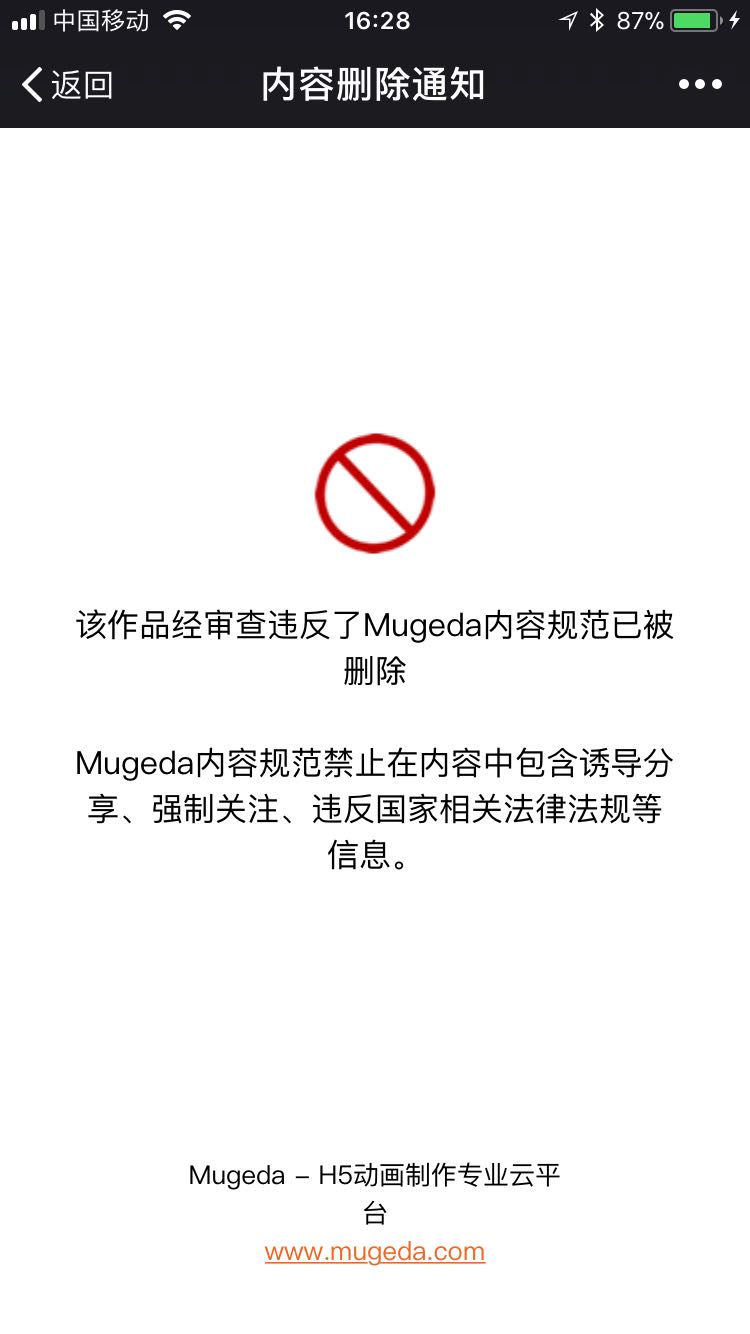 中国移动 16:28 87%
返回 内容删除通知
该作品经审查违反了Mugeda内容规范已被
删除
Mugeda内容规范禁止在内容中包含诱导分
享、强制关注、违反国家相关法律法规等
信息。
Mugeda – H5动画制作专业云平
台
www.mugeda.com